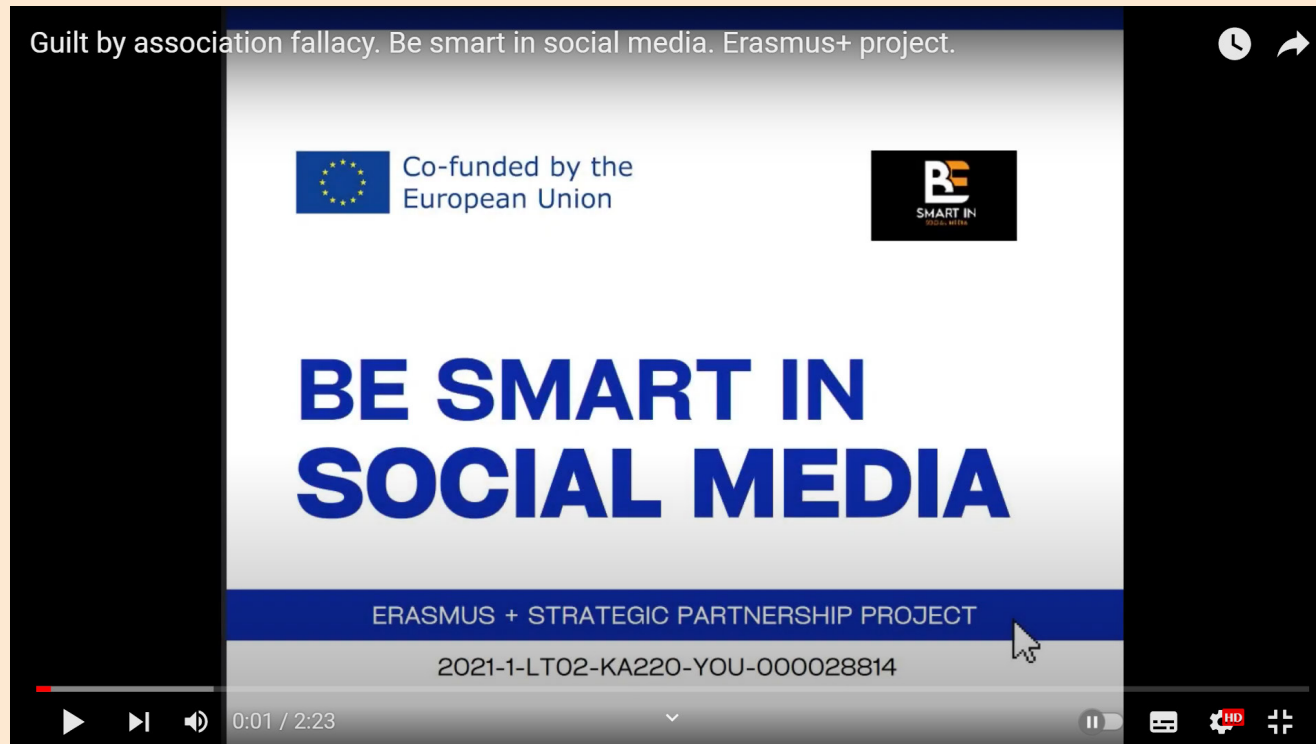 Guilt by association fallacy. Be smart in social media. Erasmus+ project.
Co-funded by the
European Union
BE
SMART IN
SOCIAL MEDIA
BE SMART IN
SOCIAL MEDIA
ERASMUS + STRATEGIC PARTNERSHIP PROJECT
2021-1-LT02-KA220-YOU-000028814
0:01 / 2:23
HD